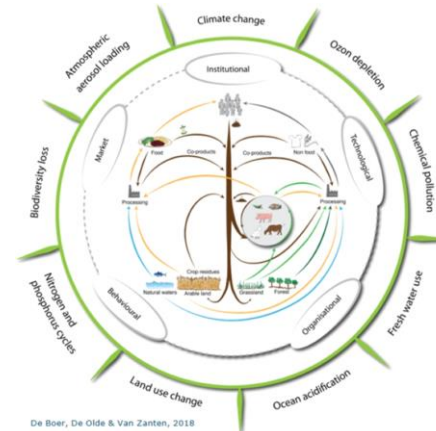 Climate change
Ozon depletion
Atmospheric
aerosol loading
Chemical pollution
Biodiversity loss
Fresh water use
Nitrogen and
phosphorus cycles
Ocean acidification
Land use change
Institutional
Market
Technological
Behavioural
Organisational
Food
Co-products
Co-products
Non food
Processing
Processing
Crop residues
Natural waters
Arable land
Grassland
Forest
De Boer, De Olde & Van Zanten, 2018